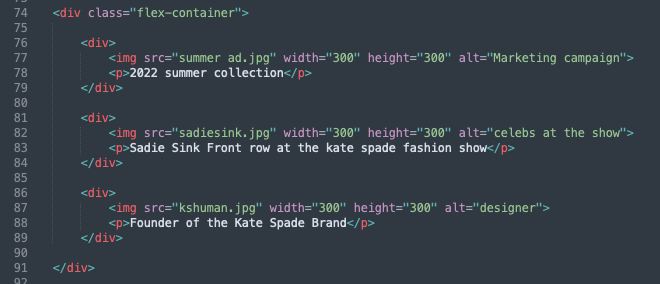 74 <div class="flex-container">
75
76 <div>
77 <img src="summer ad.jpg" width="300" height="300" alt="Marketing campaign">
78 <p>2022 summer collection</p>
79 </div>
80
81 <div>
82 <img src="sadiesink.jpg" width="300" height="300" alt="celebs at the show">
83 <p>Sadie Sink Front row at the kate spade fashion show</p>
84 </div>
85
86 <div>
87 <img src="kshuman.jpg" width="300" height="300" alt="designer">
88 <p>Founder of the Kate Spade Brand</p>
89 </div>
90
91 </div>
92